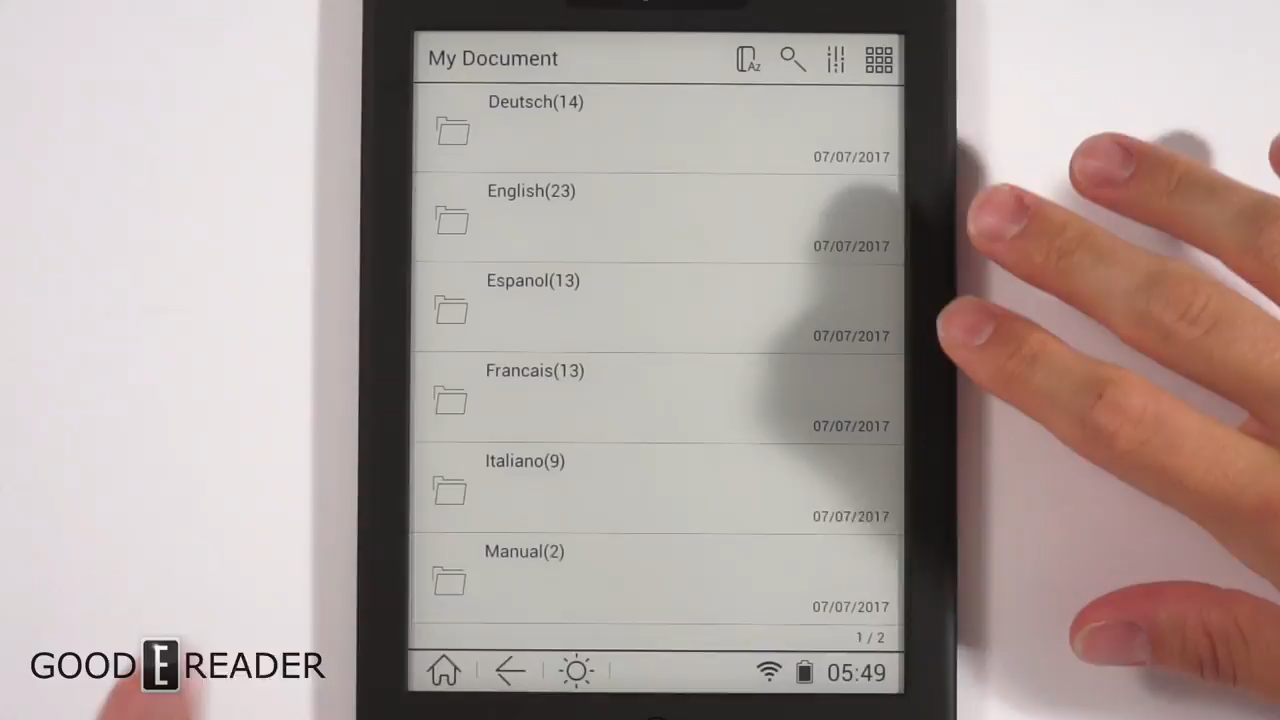 My Document
Az
Deutsch(14)
07/07/2017
English(23)
07/07/2017
Espanol(13)
07/07/2017
Francais(13)
07/07/2017
Italiano(9)
07/07/2017
Manual(2)
07/07/2017
1 / 2
05:49
GOOD E READER